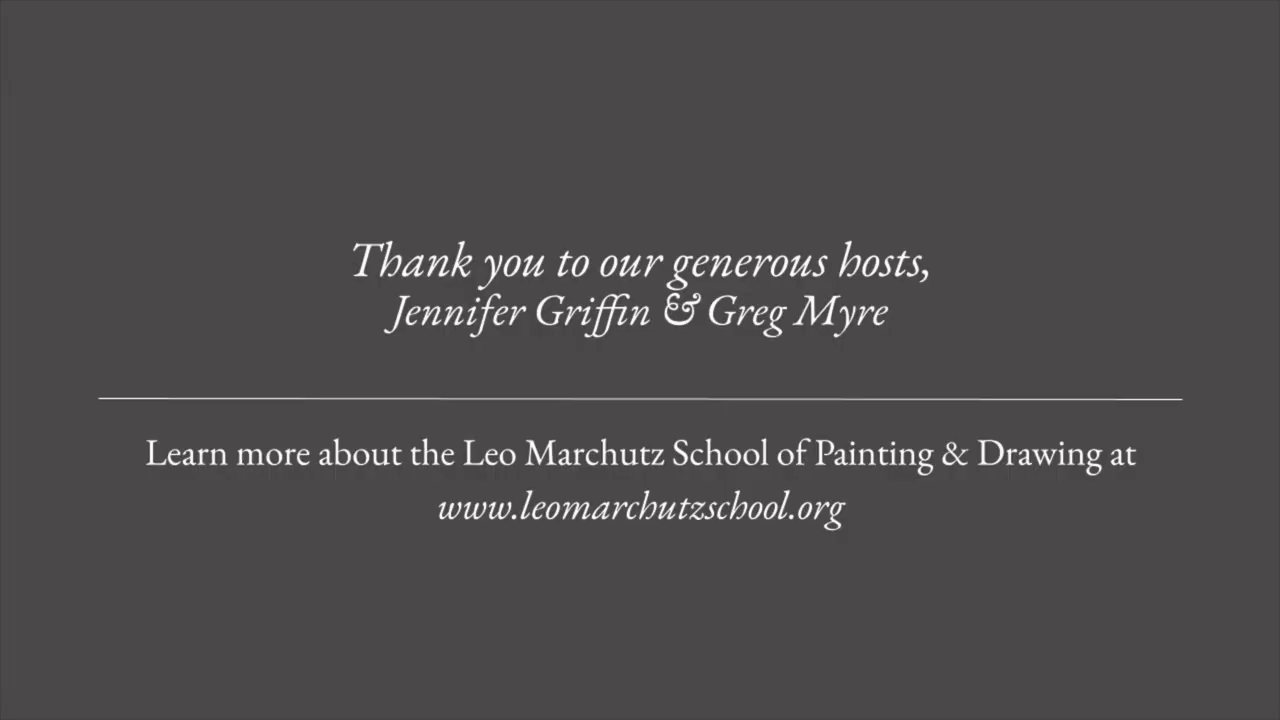 Thank you to our generous hosts,
Jennifer Griffin & Greg Myre
Learn more about the Leo Marchutz School of Painting & Drawing at
www.leomarchutzschool.org